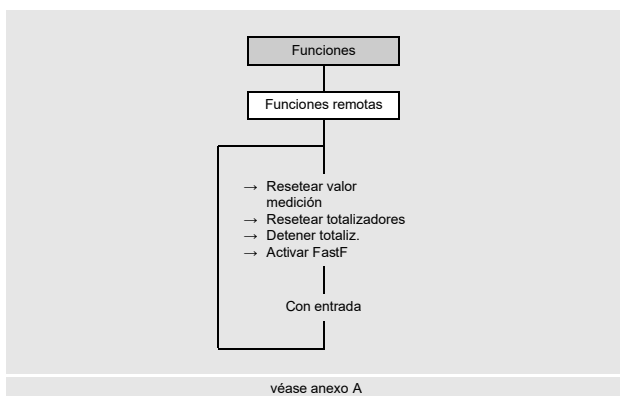 Funciones
Funciones remotas
→ Resetear valor
medición
→ Resetear totalizadores
→ Detener totaliz.
→ Activar FastF
Con entrada
véase anexo A